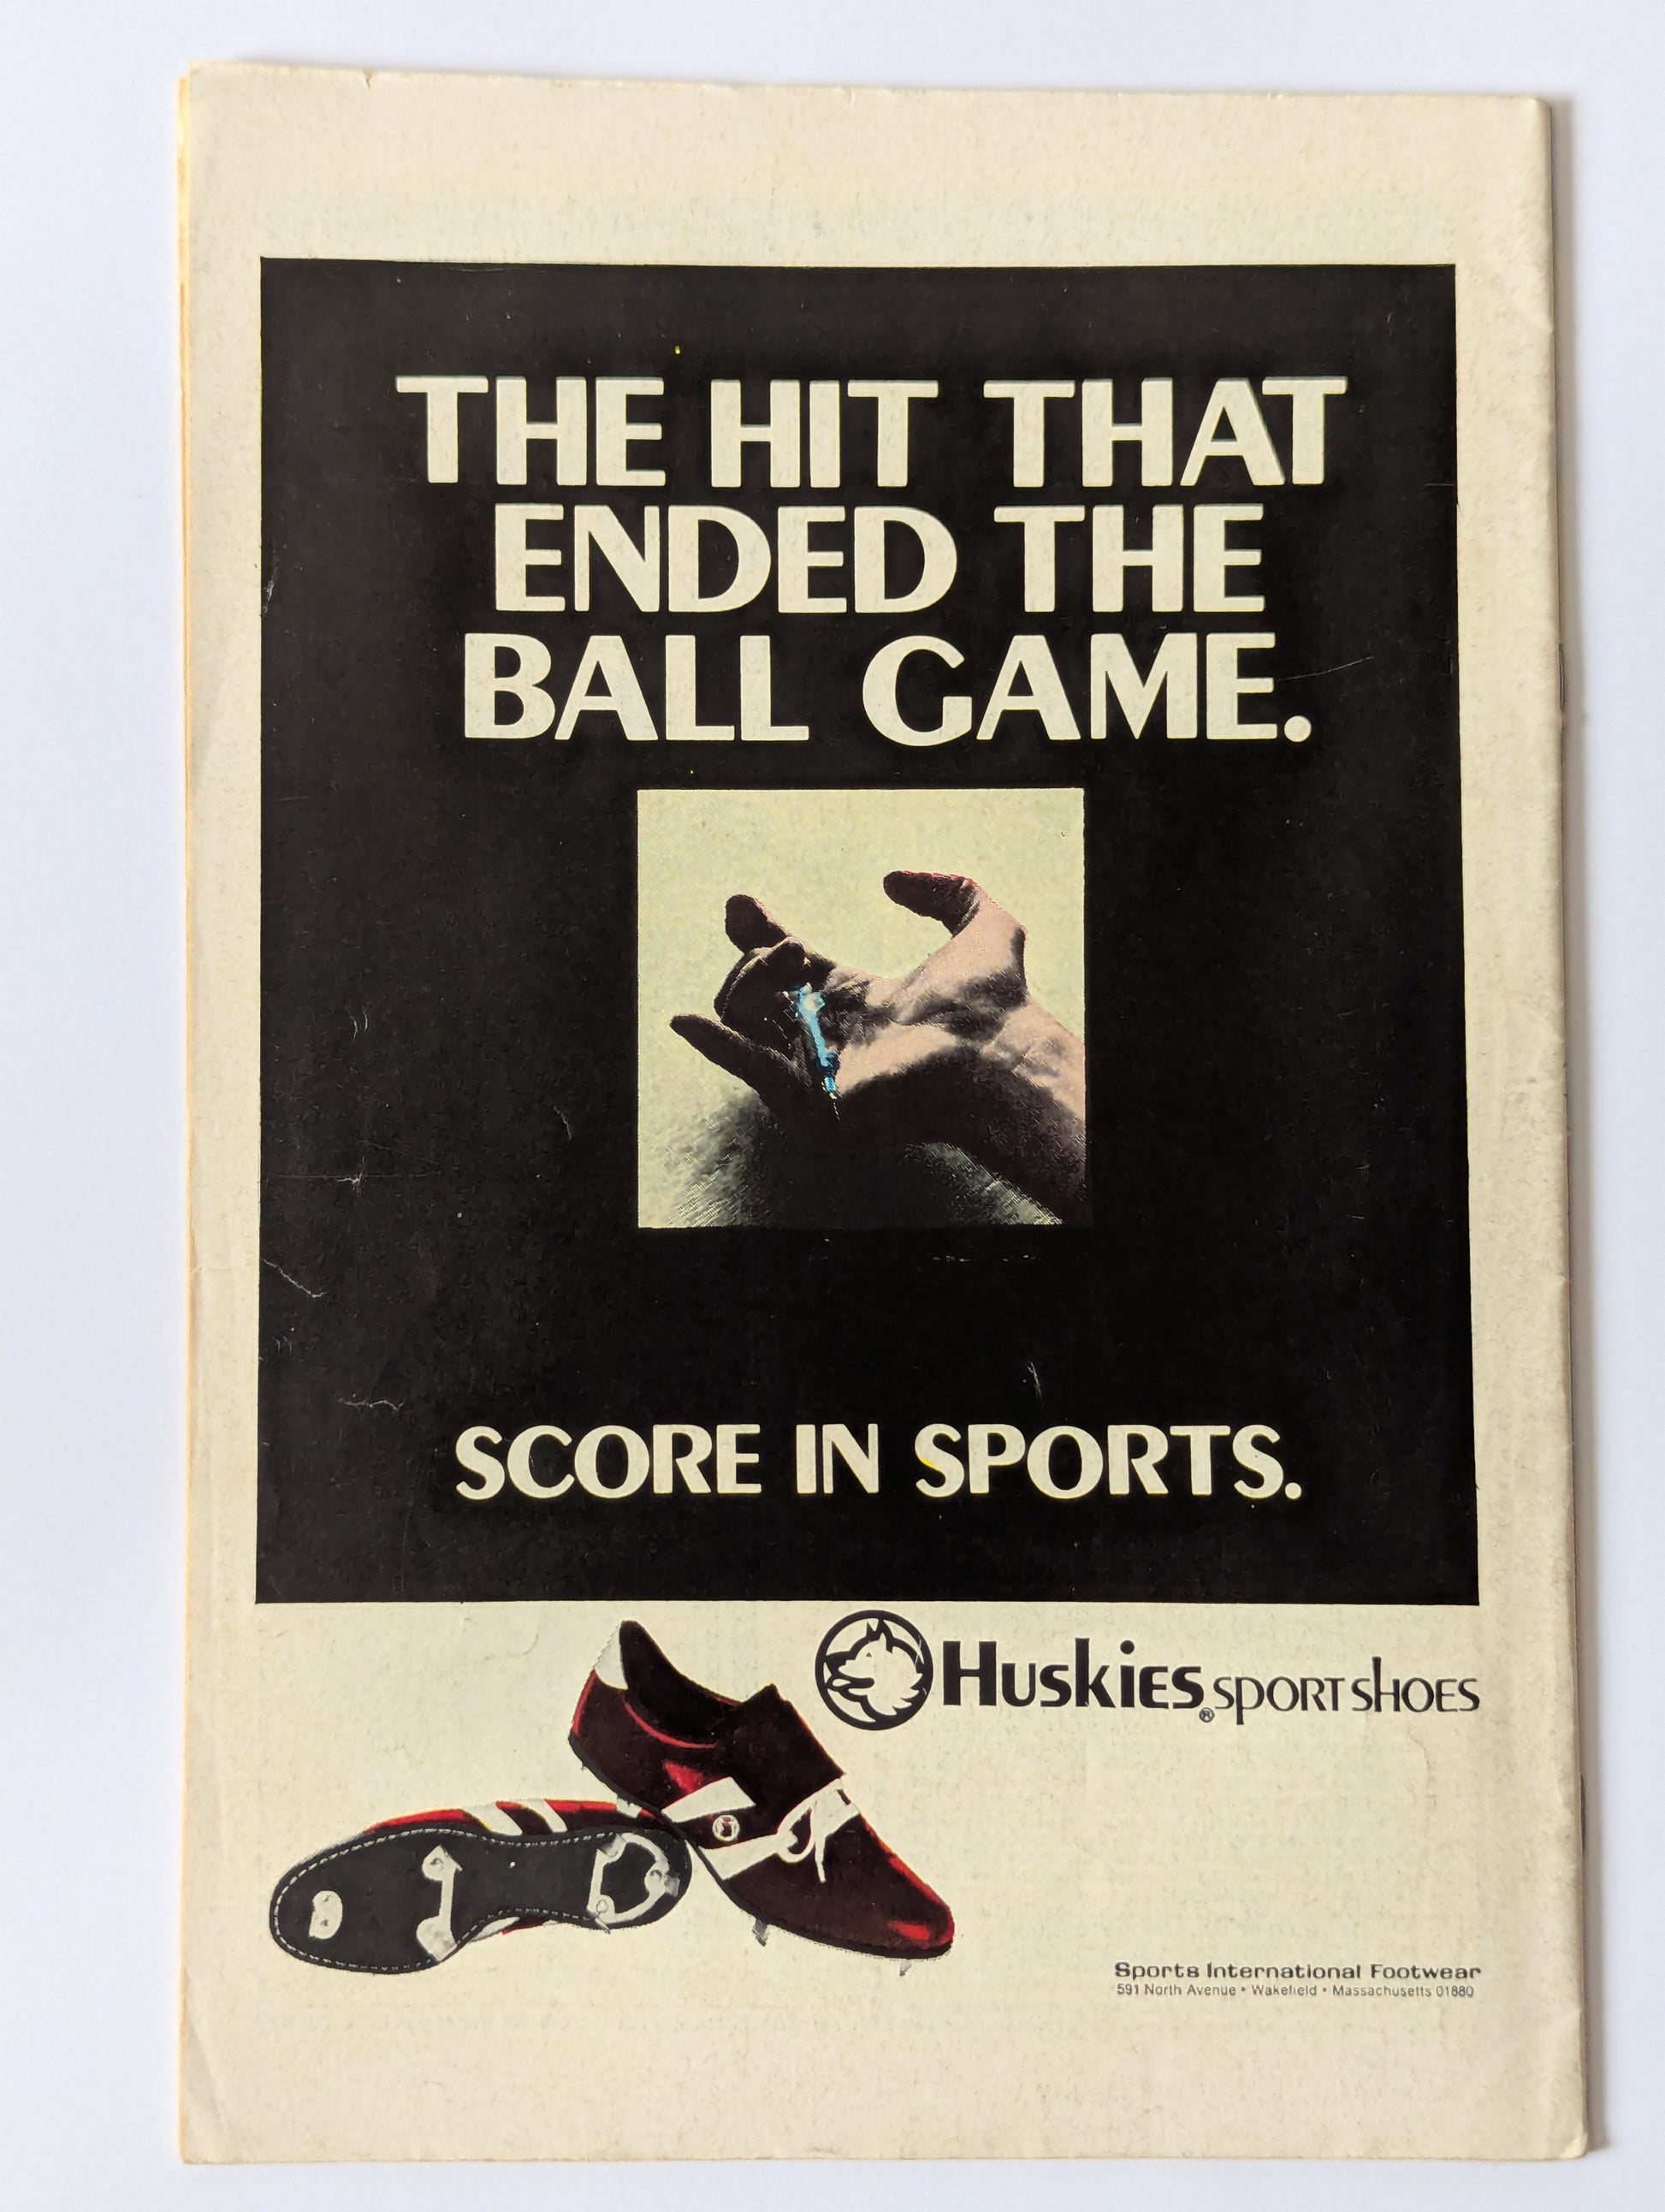 THE HIT THAT
ENDED THE
BALL GAME.
SCORE IN SPORTS.
HUSKIES® SPORT SHOES
Sports International Footwear
591 North Avenue • Wakefield • Massachusetts 01880